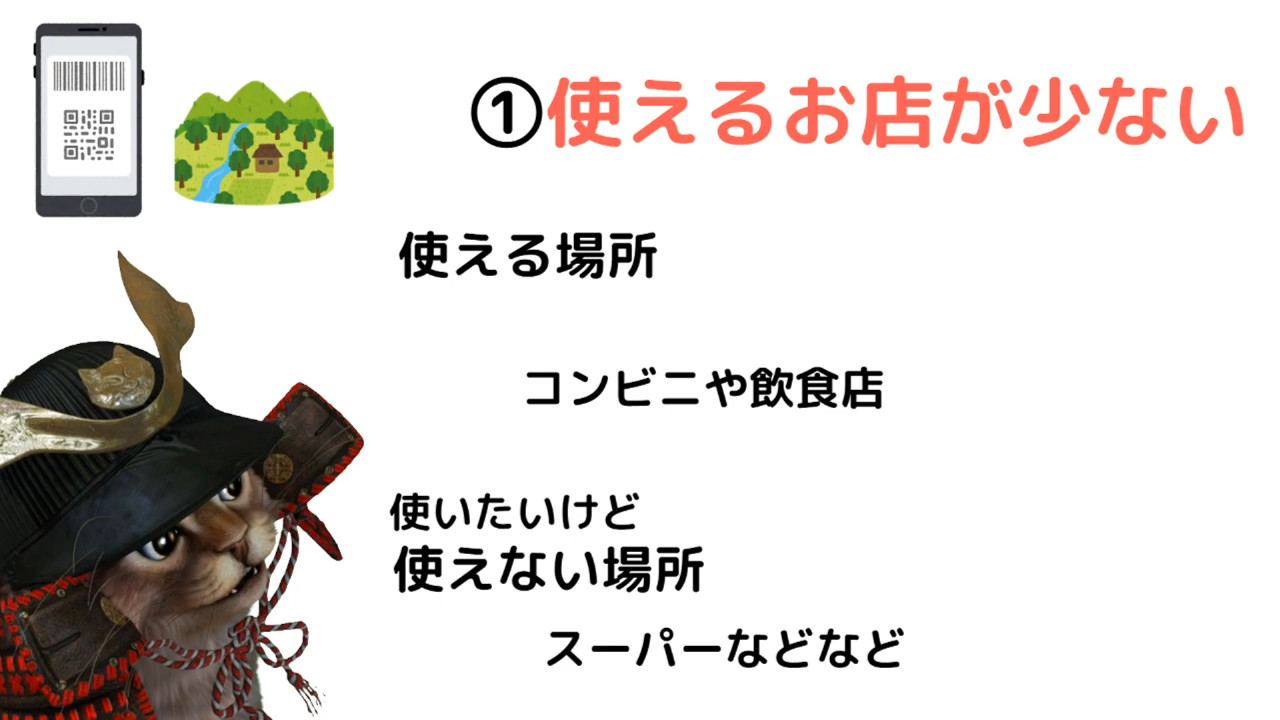 ①使えるお店が少ない
使える場所
コンビニや飲食店
使いたいけど
使えない場所
スーパーなどなど